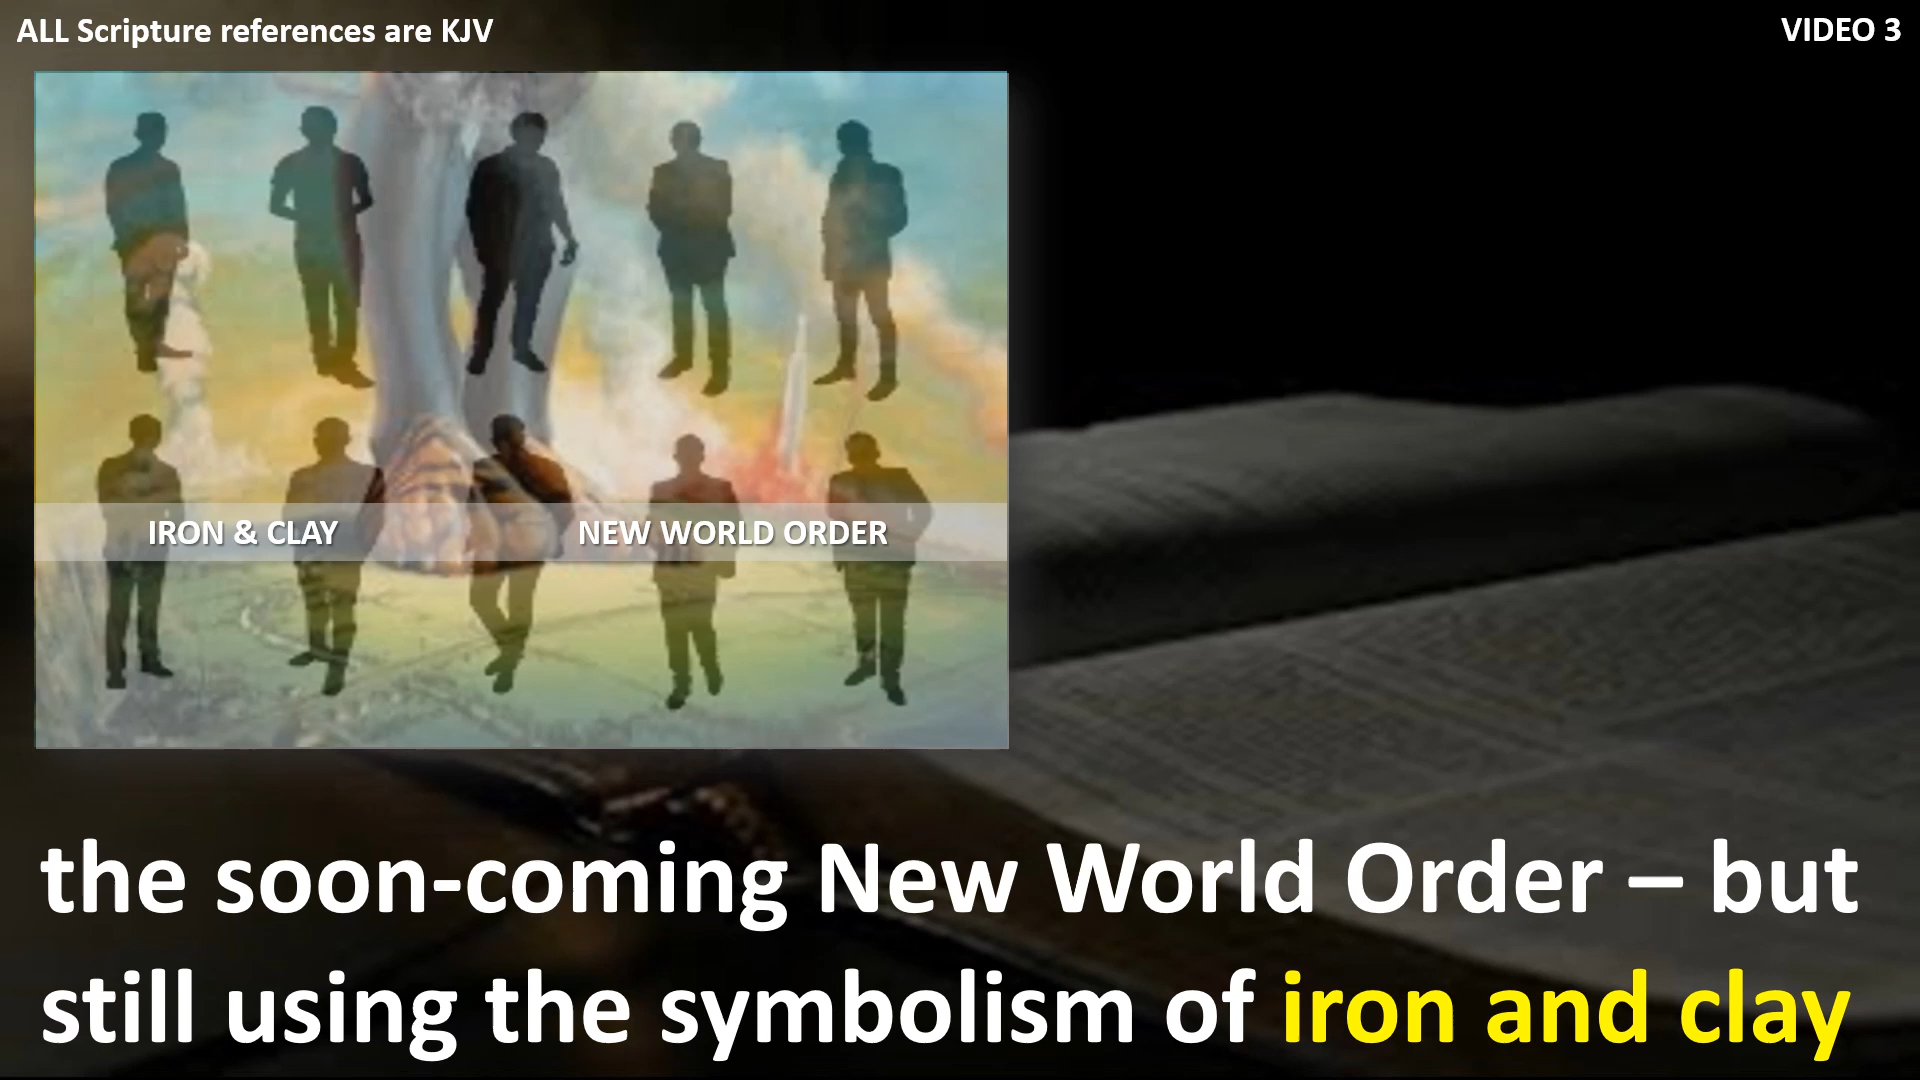 ALL Scripture references are KJV
VIDEO 3
IRON & CLAY
NEW WORLD ORDER
the soon-coming New World Order – but
still using the symbolism of iron and clay